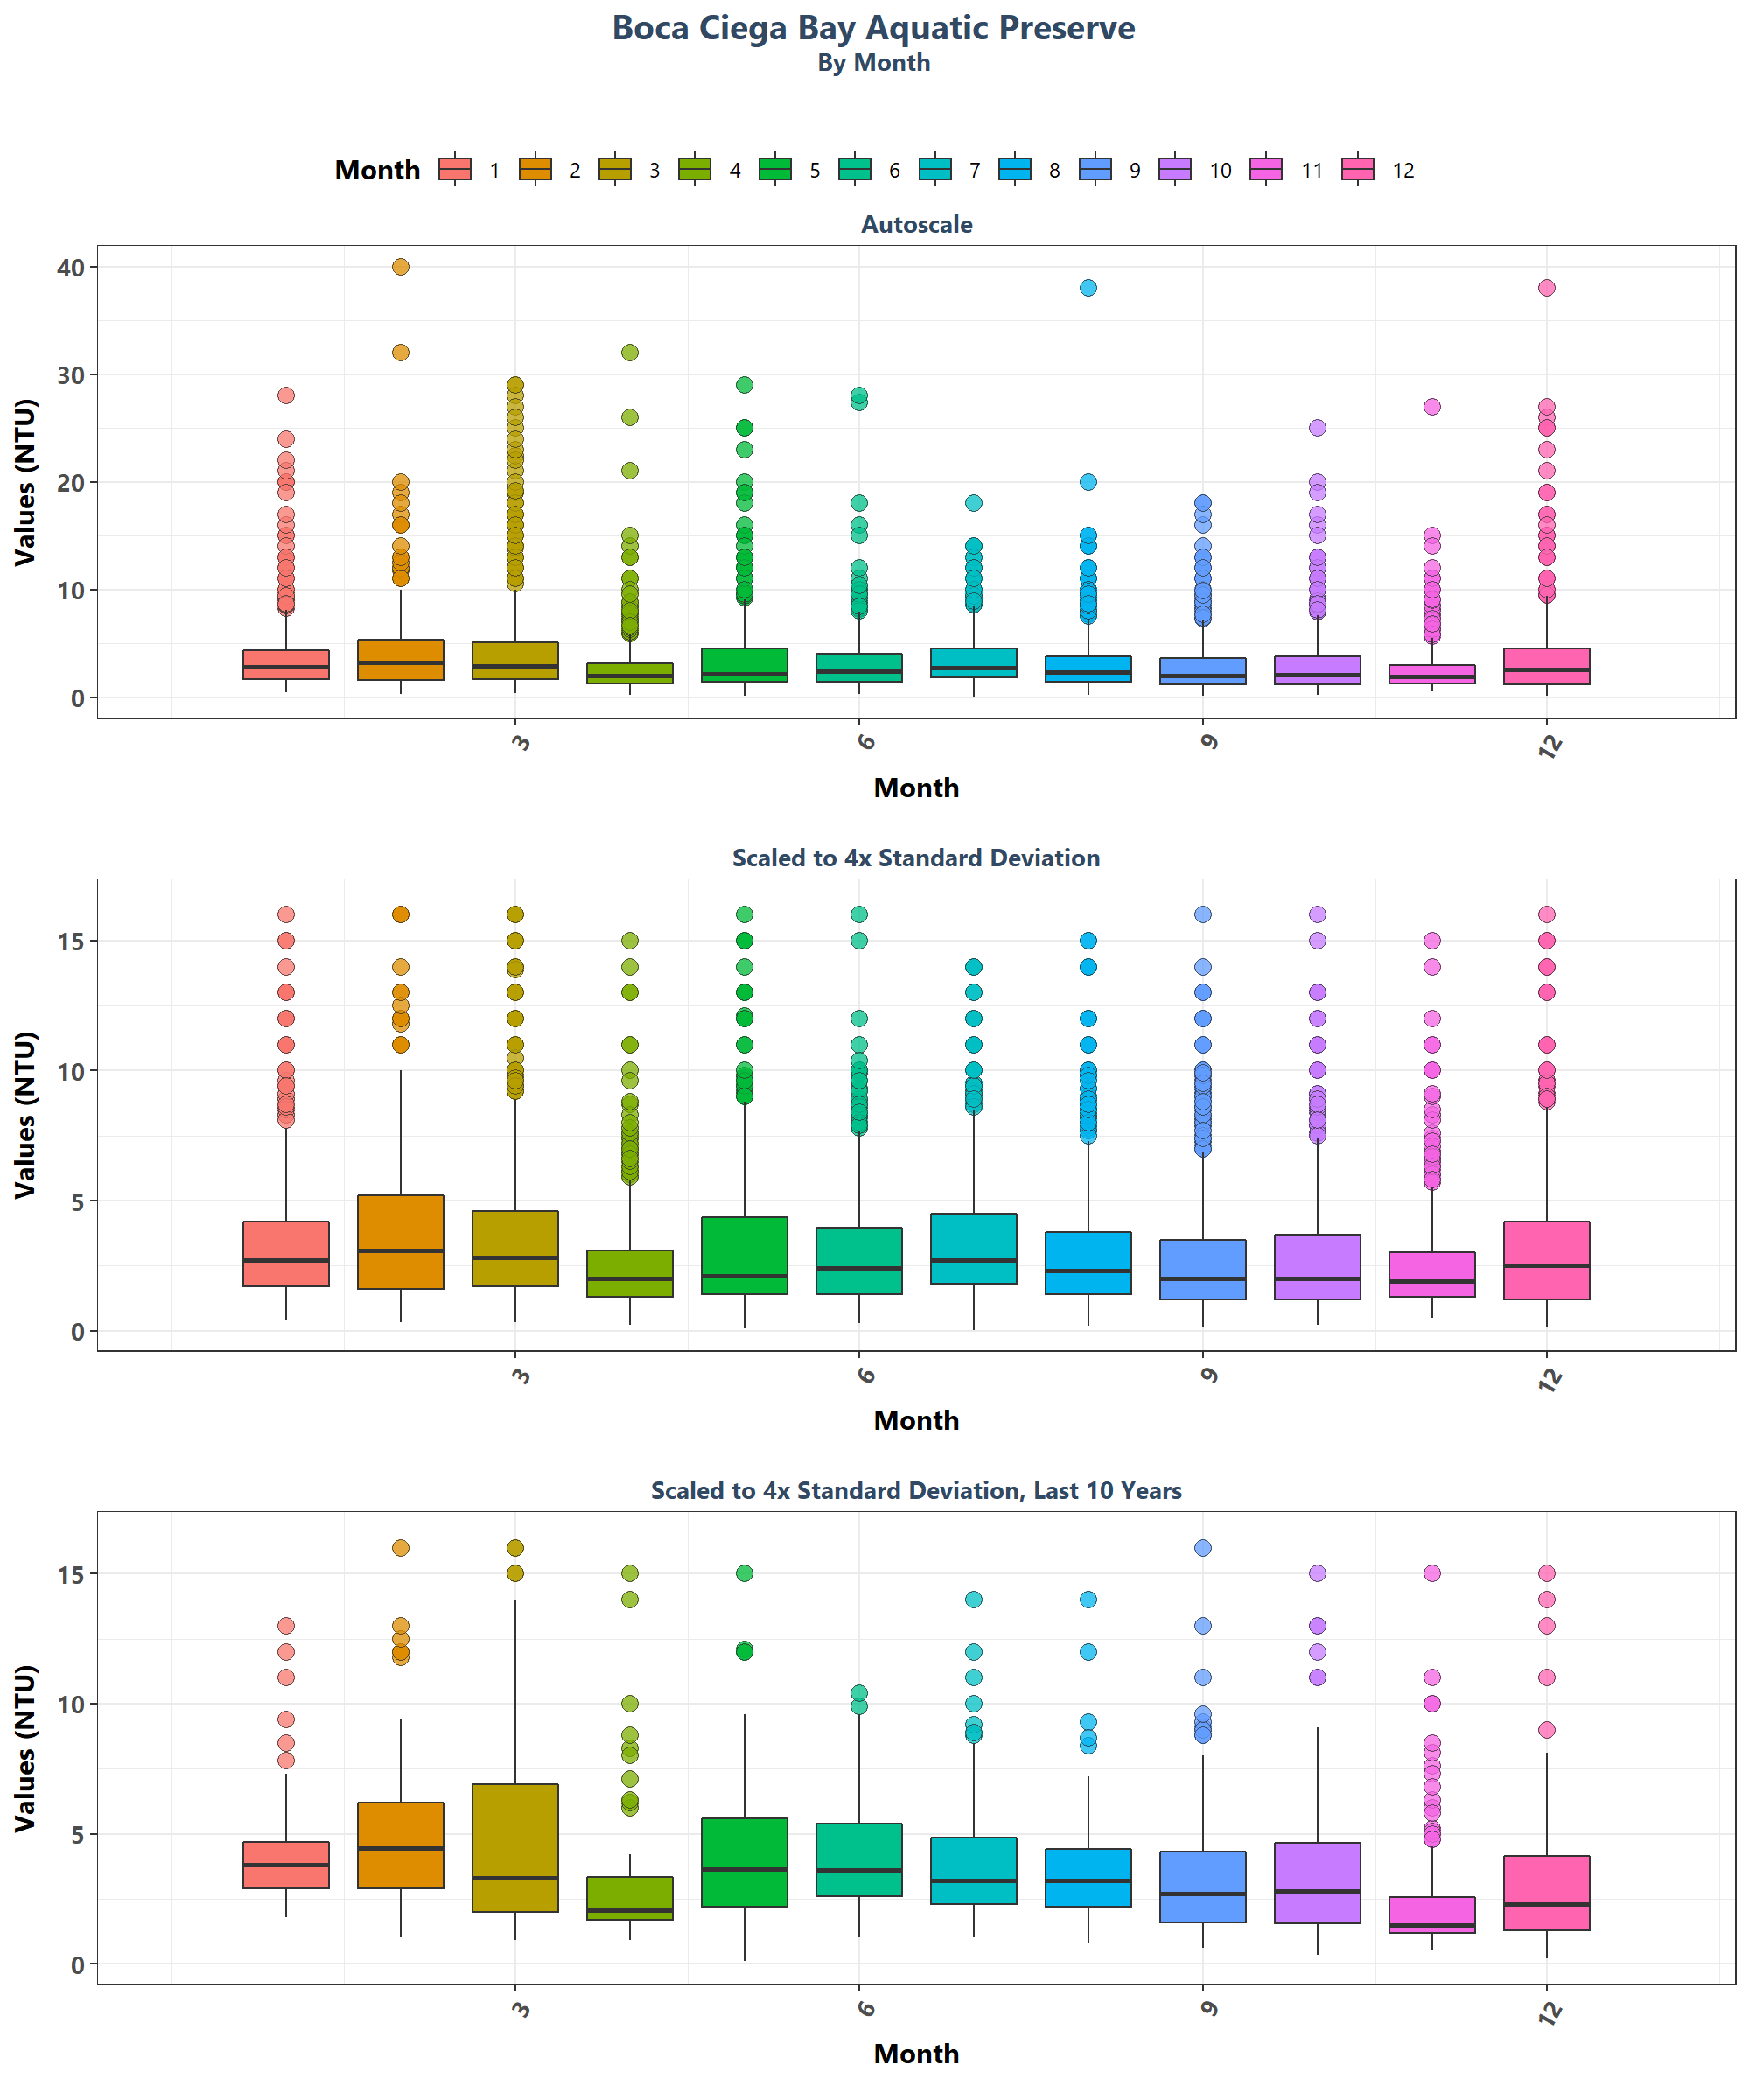 Boca Ciega Bay Aquatic Preserve
By Month
Month 1 2 3 4 5 6 7 8 9 10 11 12
Autoscale
Values (NTU)
40
30
20
10
0
3 6 9 12
Month
Scaled to 4x Standard Deviation
Values (NTU)
15
10
5
0
3 6 9 12
Month
Scaled to 4x Standard Deviation, Last 10 Years
Values (NTU)
15
10
5
0
3 6 9 12
Month